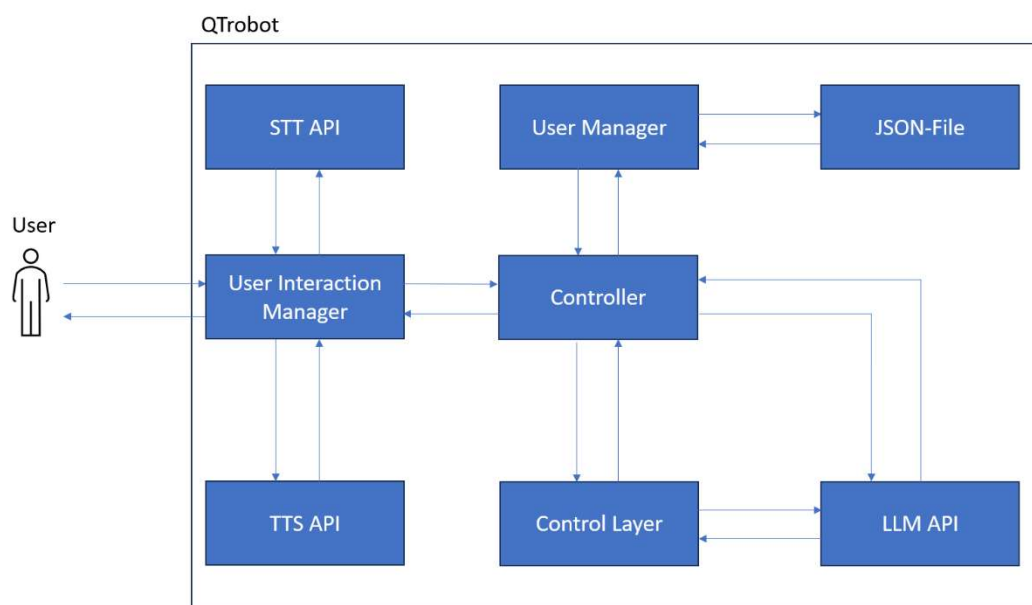 QTrobot
STT API
User Manager
JSON-File
User
User Interaction
Manager
Controller
TTS API
Control Layer
LLM API